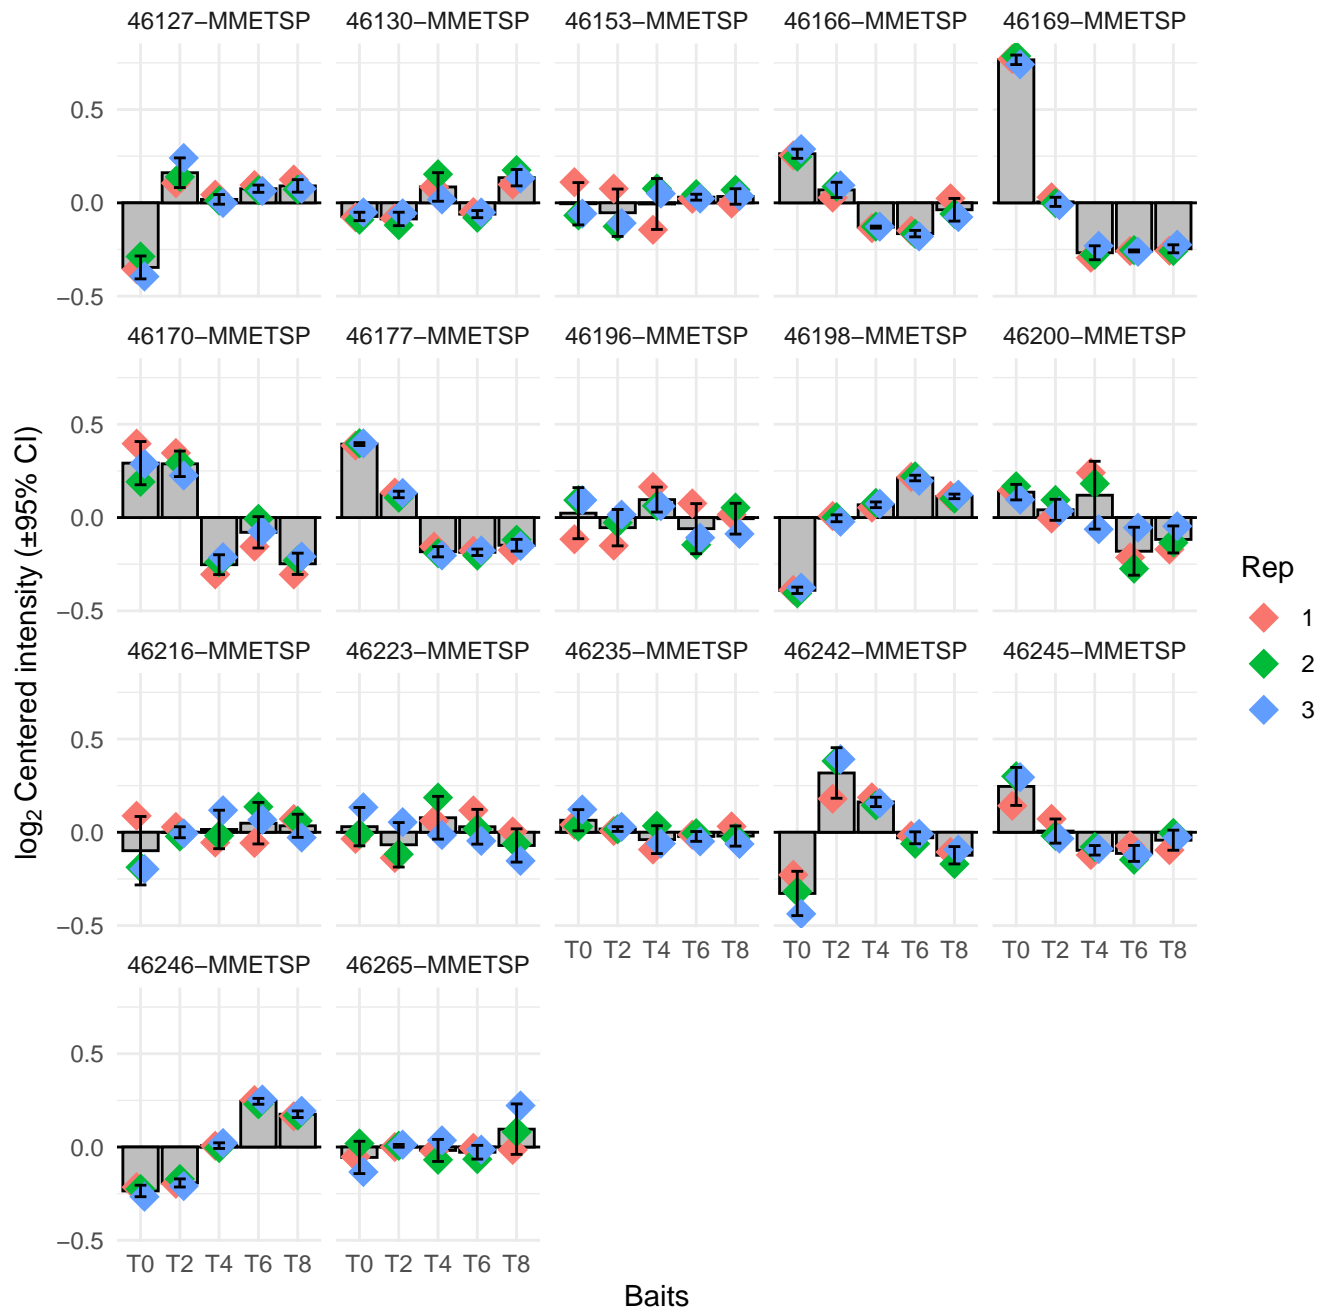 46127−MMETSP 46130−MMETSP 46153−MMETSP 46166−MMETSP 46169−MMETSP
0.5
0.0
−0.5
46170−MMETSP 46177−MMETSP 46196−MMETSP 46198−MMETSP 46200−MMETSP
0.5
0.0
−0.5
46216−MMETSP 46223−MMETSP 46235−MMETSP 46242−MMETSP 46245−MMETSP
0.5
0.0
−0.5
T0 T2 T4 T6 T8 T0 T2 T4 T6 T8 T0 T2 T4 T6 T8
46246−MMETSP 46265−MMETSP
0.5
0.0
−0.5
T0 T2 T4 T6 T8 T0 T2 T4 T6 T8
Baits
log₂ Centered intensity (±95% CI)
Rep
1
2
3